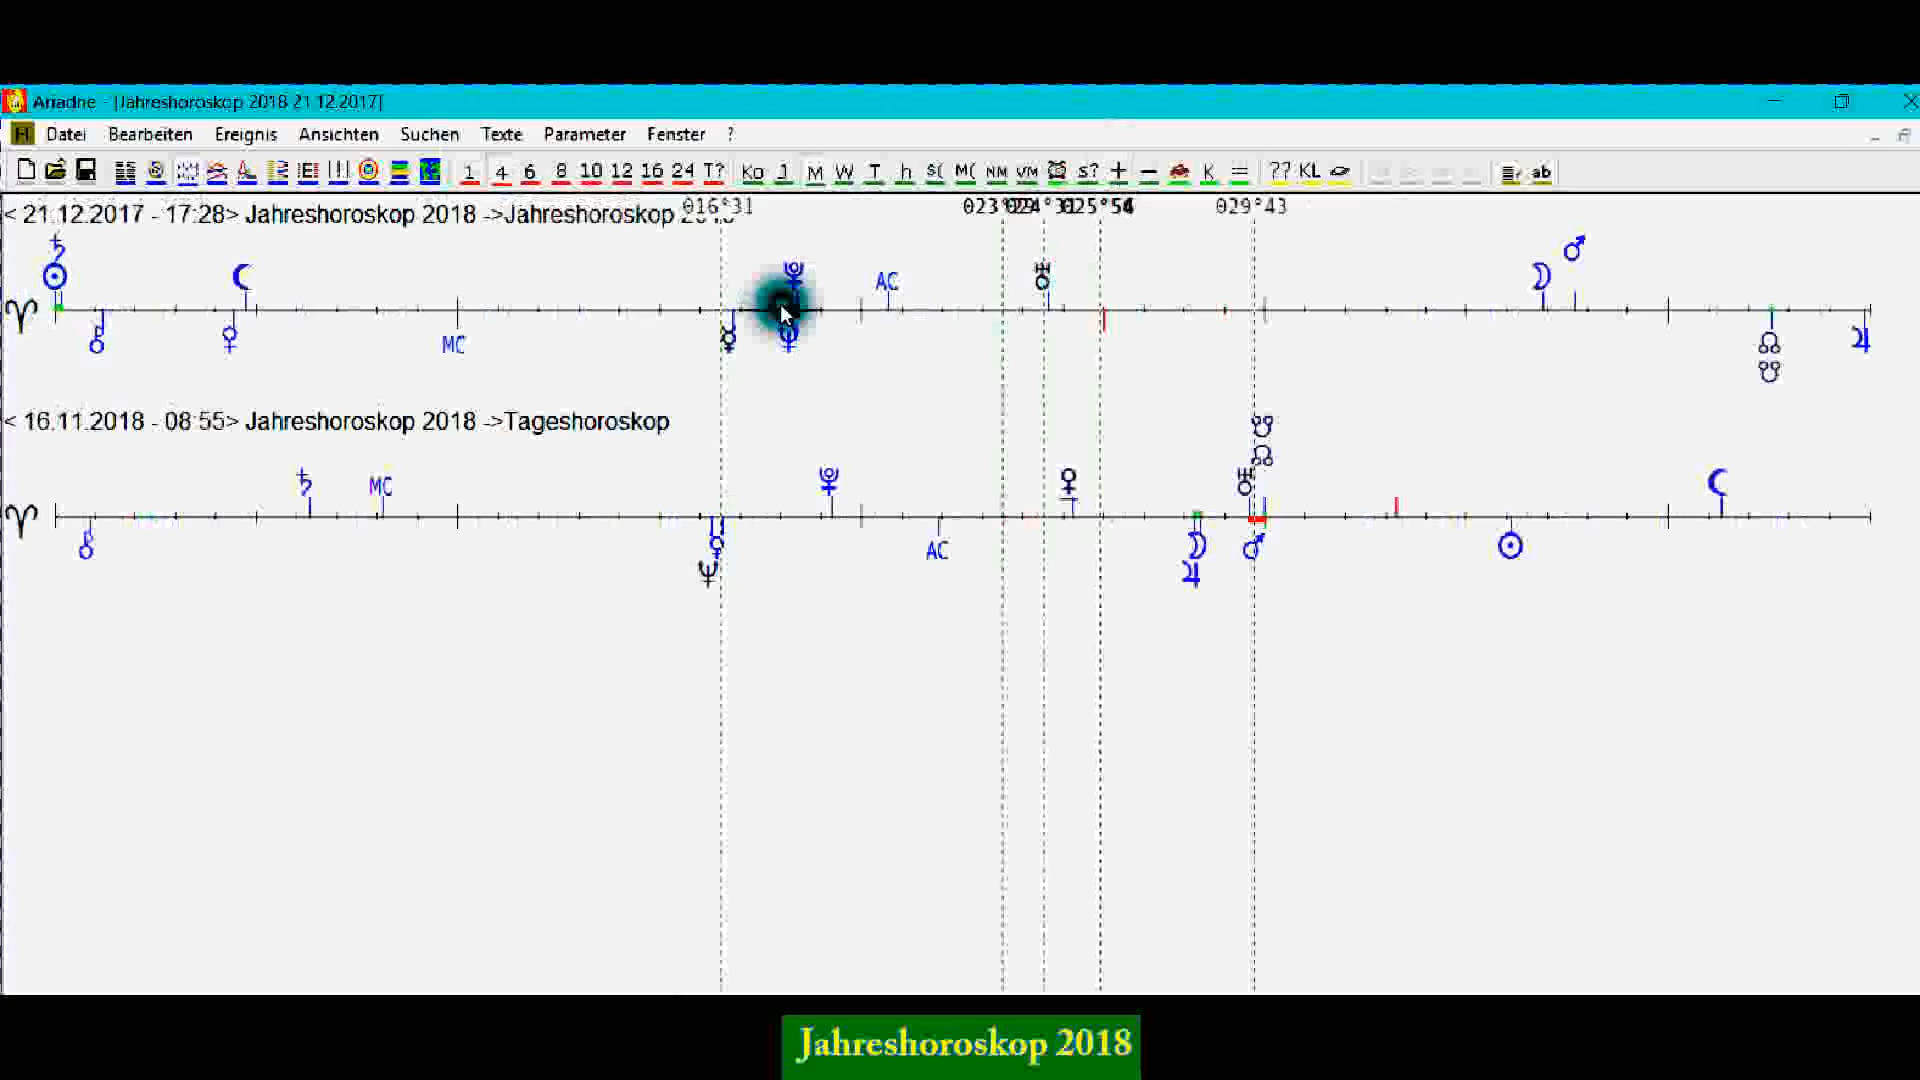 Ariadne - [Jahreshoroskop 2018 21.12.2017]
Datei Bearbeiten Ereignis Ansichten Suchen Texte Parameter Fenster ?
1 4 6 8 10 12 16 24 T? Ko J M W T h S( M( NM VM S? + − K = ?? KL ab
016°31 029°43
< 21.12.2017 - 17:28> Jahreshoroskop 2018 ->Jahreshoroskop
AC
MC
< 16.11.2018 - 08:55> Jahreshoroskop 2018 ->Tageshoroskop
MC
AC
Jahreshoroskop 2018